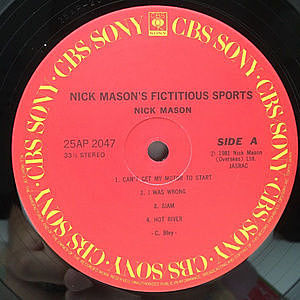 CBS
SONY
CBS SONY CBS SONY CBS SONY CBS SONY CBS SONY
NICK MASON'S FICTITIOUS SPORTS
NICK MASON
25AP 2047
33⅓ STEREO
SIDE A
℗ 1981 Nick Mason
(Overseas) Ltd.
JASRAC
1. CAN'T GET MY MOTOR TO START
2. I WAS WRONG
3. SIAM
4. HOT RIVER
-C. Bley-